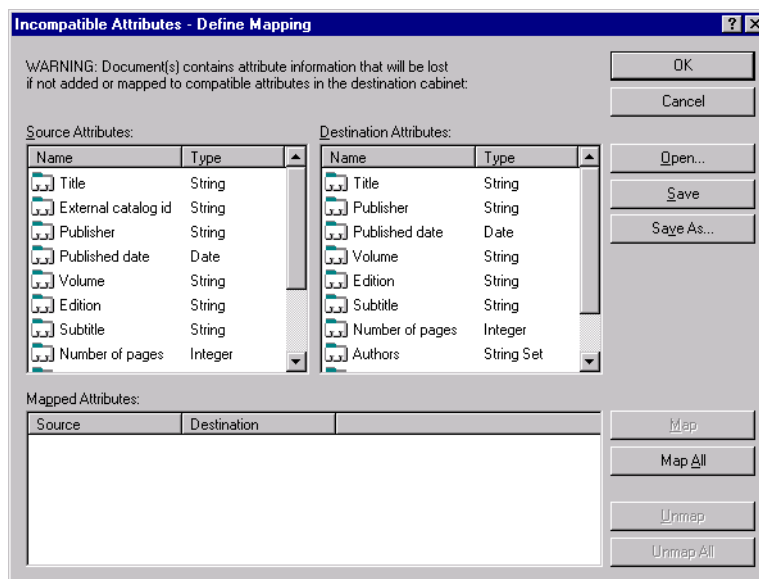 Incompatible Attributes - Define Mapping
WARNING: Document(s) contains attribute information that will be lost
if not added or mapped to compatible attributes in the destination cabinet:
OK
Cancel
Source Attributes:
Name Type
Title String
External catalog id String
Publisher String
Published date Date
Volume String
Edition String
Subtitle String
Number of pages Integer
Destination Attributes:
Name Type
Title String
Publisher String
Published date Date
Volume String
Edition String
Subtitle String
Number of pages Integer
Authors String Set
Open...
Save
Save As...
Mapped Attributes:
Source Destination
Map
Map All
Unmap
Unmap All